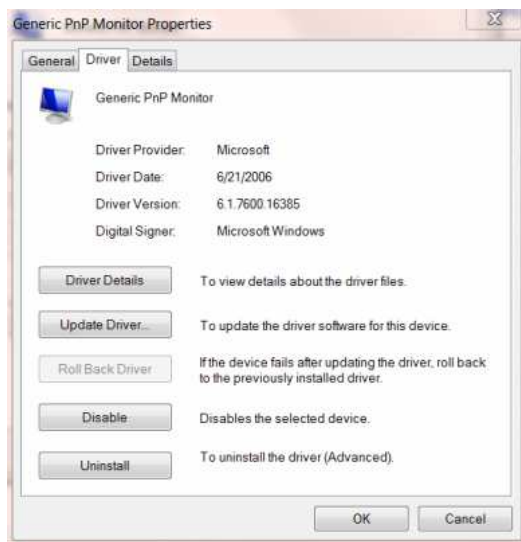 Generic PnP Monitor Properties
General
Driver
Details
Generic PnP Monitor
Driver Provider: Microsoft
Driver Date: 6/21/2006
Driver Version: 6.1.7600.16385
Digital Signer: Microsoft Windows
Driver Details To view details about the driver files.
Update Driver... To update the driver software for this device.
Roll Back Driver If the device fails after updating the driver, roll back
to the previously installed driver.
Disable Disables the selected device.
Uninstall To uninstall the driver (Advanced).
OK Cancel